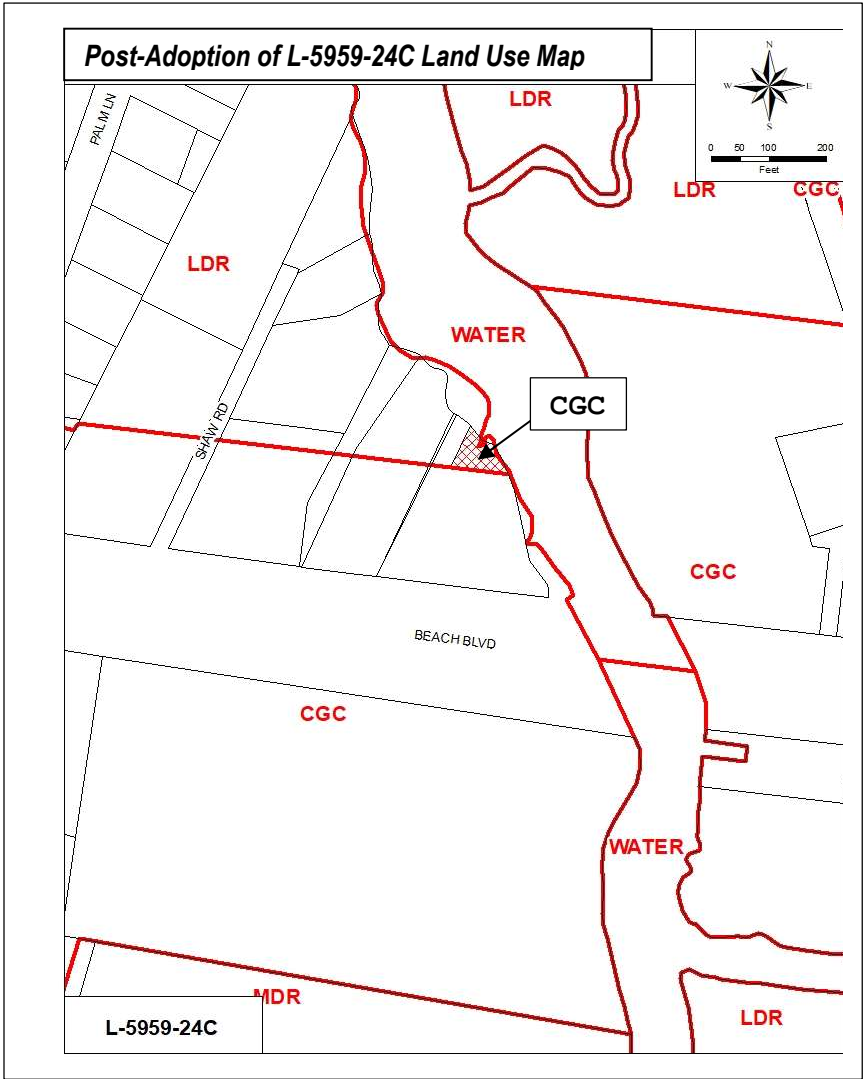 Post-Adoption of L-5959-24C Land Use Map
N
W
E
S
0 50 100 200
Feet
PALM LN
LDR
LDR
CGC
LDR
WATER
CGC
SHAW RD
CGC
BEACH BLVD
CGC
WATER
MDR
LDR
L-5959-24C